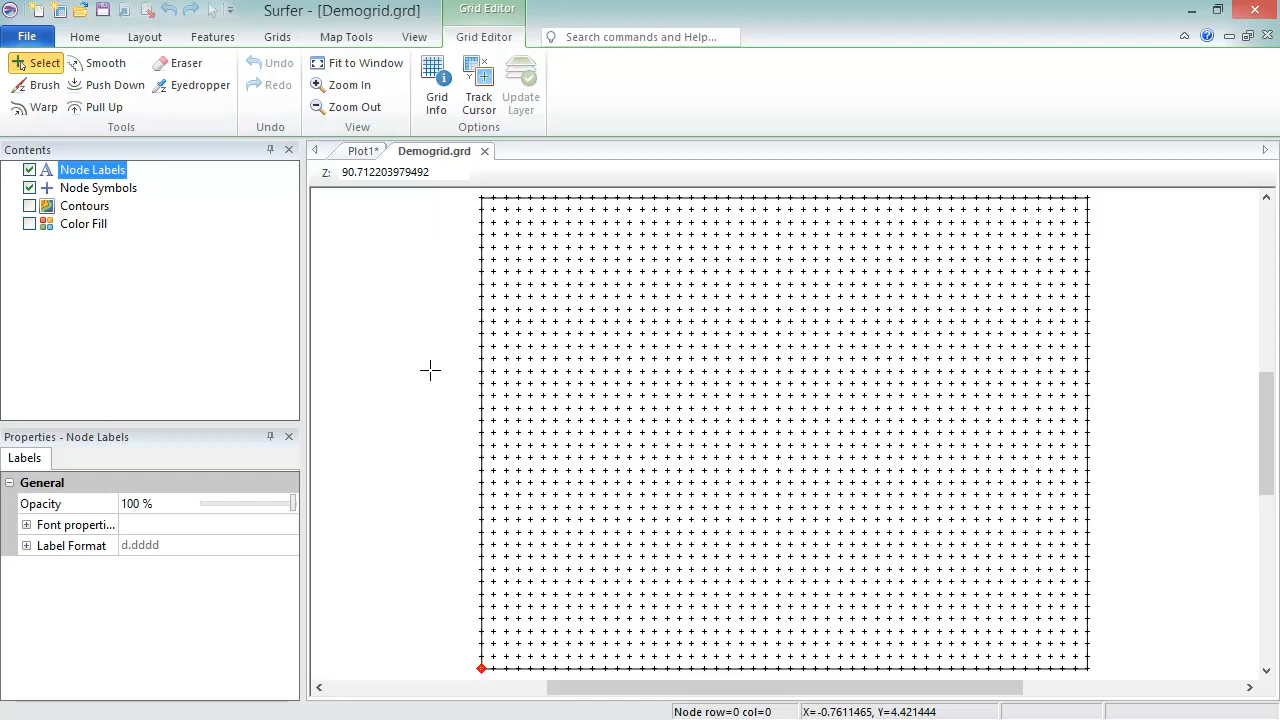 Surfer - [Demogrid.grd]
Grid Editor
File
Home
Layout
Features
Grids
Map Tools
View
Grid Editor
Search commands and Help...
Select
Smooth
Eraser
Brush
Push Down
Eyedropper
Warp
Pull Up
Tools
Undo
Redo
Undo
Fit to Window
Zoom In
Zoom Out
View
Grid
Info
Track
Cursor
Update
Layer
Options
Contents
Node Labels
Node Symbols
Contours
Color Fill
Plot1*
Demogrid.grd
Z: 90.712203979492
Properties - Node Labels
Labels
General
Opacity 100 %
Font properti...
Label Format d.dddd
Node row=0 col=0
X=-0.7611465, Y=4.421444